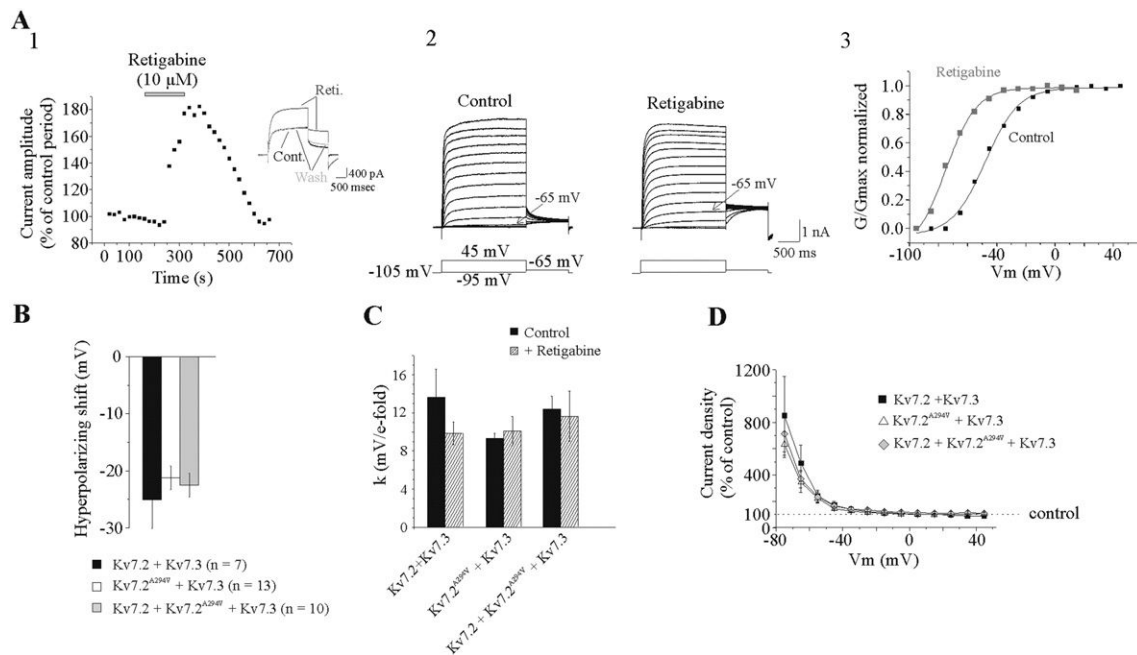 A
1
Retigabine
(10 µM)
180
160
140
120
100
80
0 100 300 500 700
Time (s)
Current amplitude
(% of control period)
Reti.
Cont.
Wash
400 pA
500 msec
2
Control
-65 mV
45 mV
-105 mV
-95 mV
-65 mV
Retigabine
-65 mV
1 nA
500 ms
3
Retigabine
Control
1.0
0.8
0.6
0.4
0.2
0.0
-100 -80 -40 0 40
Vm (mV)
G/Gmax normalized
B
0
-10
-20
-30
Hyperpolarizing shift (mV)
Kv7.2 + Kv7.3 (n = 7)
Kv7.2A294V + Kv7.3 (n = 13)
Kv7.2 + Kv7.2A294V + Kv7.3 (n = 10)
C
Control
+ Retigabine
16
12
8
4
0
k (mV/e-fold)
Kv7.2+Kv7.3
Kv7.2A294V + Kv7.3
Kv7.2 + Kv7.2A294V + Kv7.3
D
1200
800
400
100
0
Current density
(% of control)
Kv7.2 +Kv7.3
Kv7.2A294V + Kv7.3
Kv7.2 + Kv7.2A294V + Kv7.3
control
-80 -40 0 40
Vm (mV)